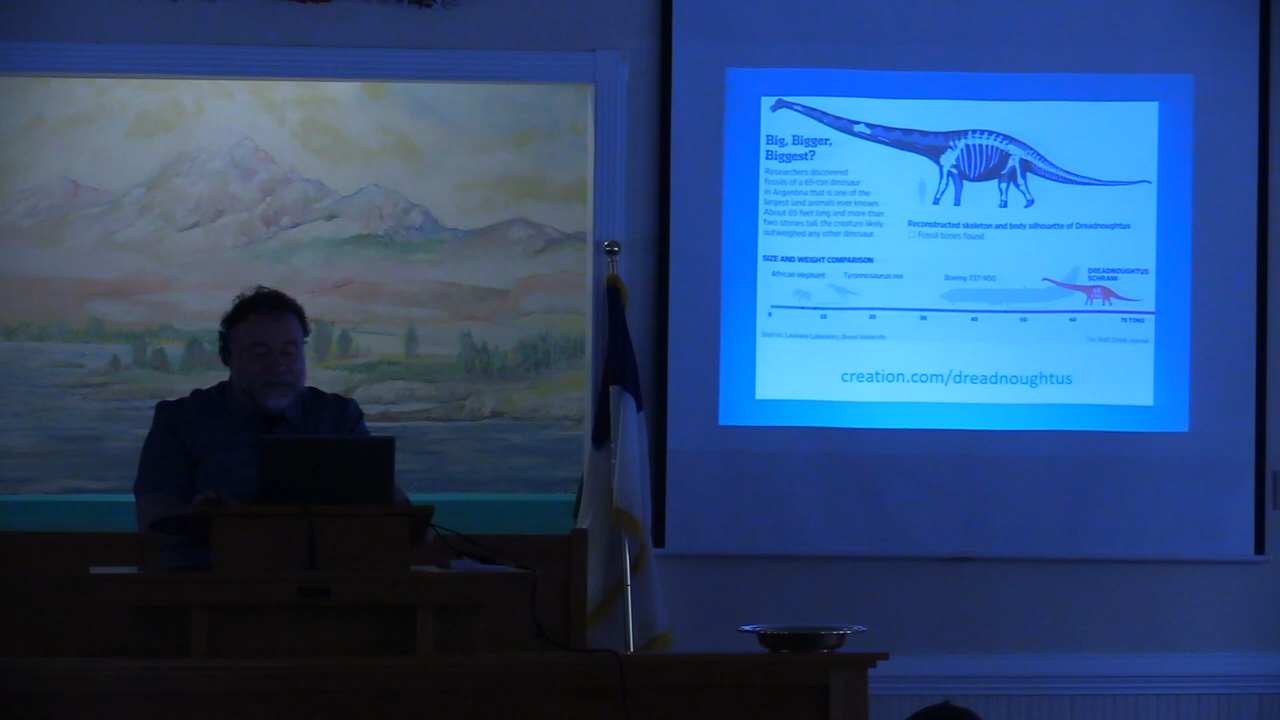 Big, Bigger,
Biggest?
Researchers discovered
fossils of a 65-ton dinosaur
in Argentina that is one of the
largest land animals ever known.
About 85 feet long and more than
two stories tall, the creature likely
outweighed any other dinosaur.
Reconstructed skeleton and body silhouette of Dreadnoughtus
Fossil bones found
SIZE AND WEIGHT COMPARISON
African elephant
Tyrannosaurus rex
Boeing 737-900
DREADNOUGHTUS
SCHRANI
0 10 20 30 40 50 60 70 TONS
Drexel University
The Wall Street Journal
creation.com/dreadnoughtus